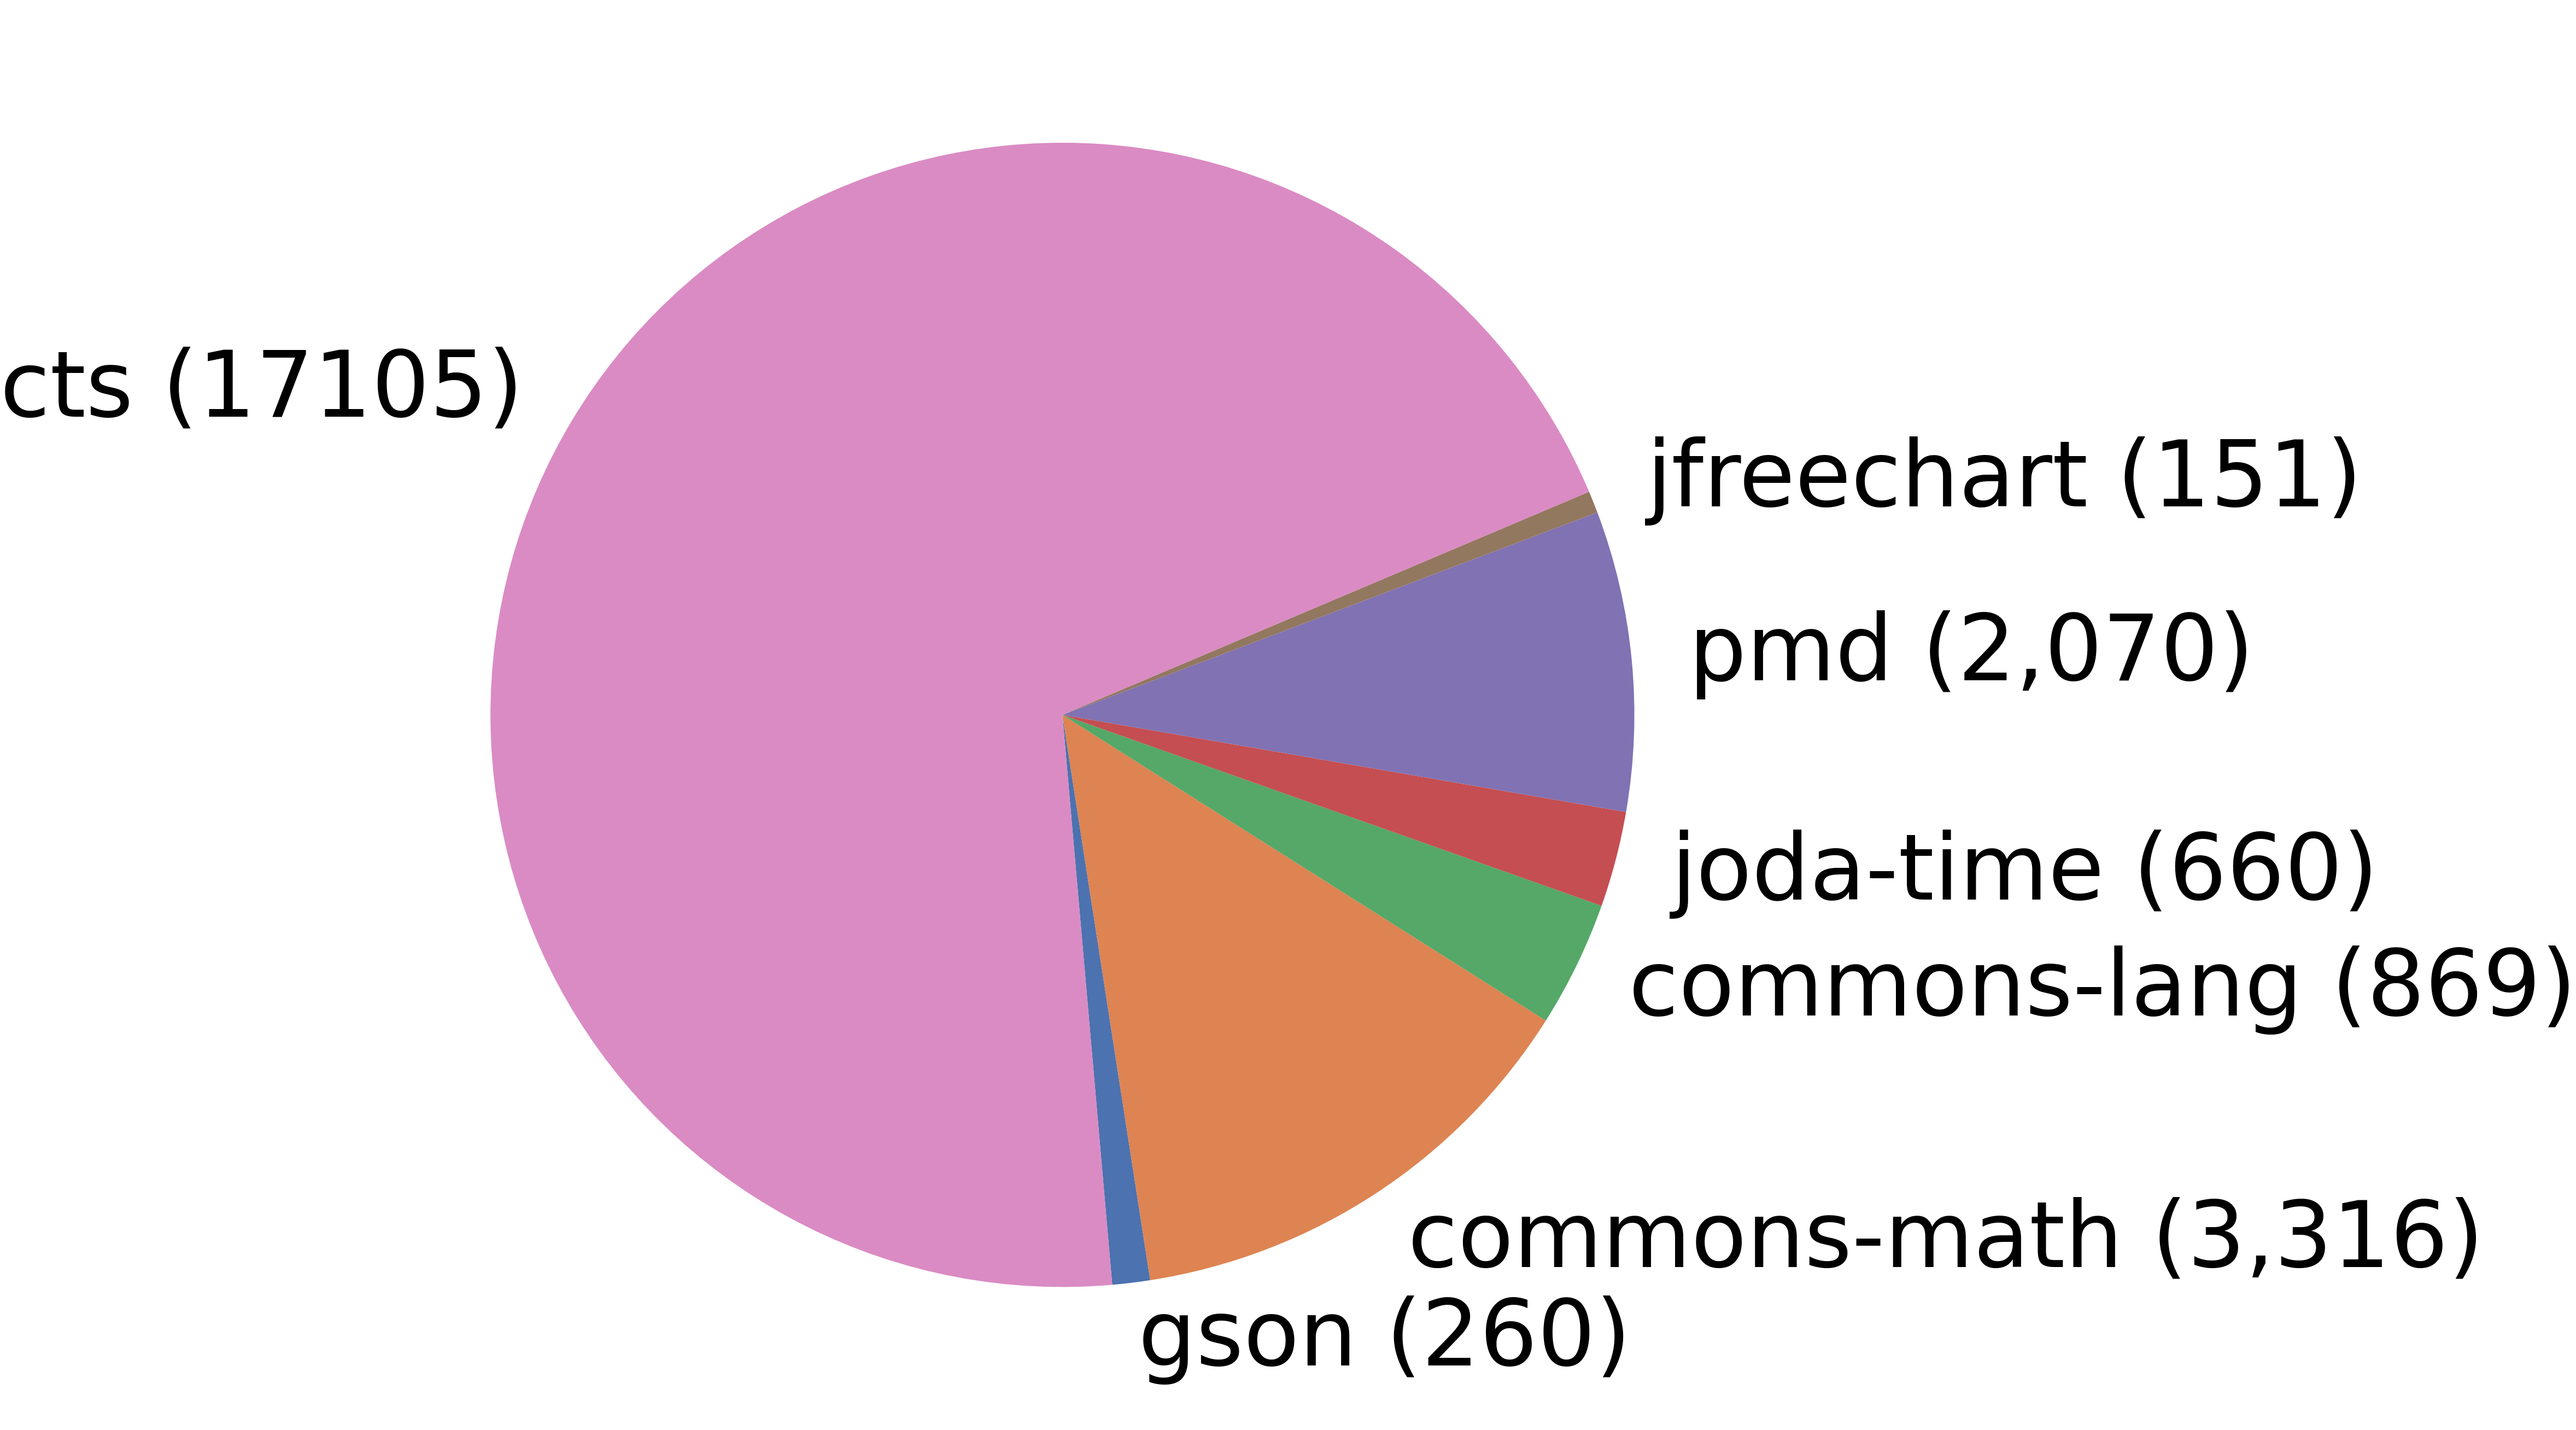 cts (17105)
jfreechart (151)
pmd (2,070)
joda-time (660)
commons-lang (869)
commons-math (3,316)
gson (260)